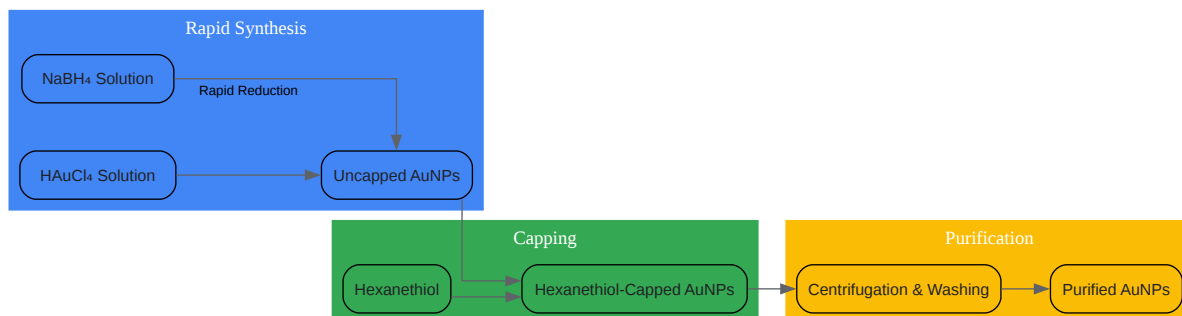 Rapid Synthesis
NaBH₄ Solution
Rapid Reduction
HAuCl₄ Solution
Uncapped AuNPs
Capping
Hexanethiol
Hexanethiol-Capped AuNPs
Purification
Centrifugation & Washing
Purified AuNPs